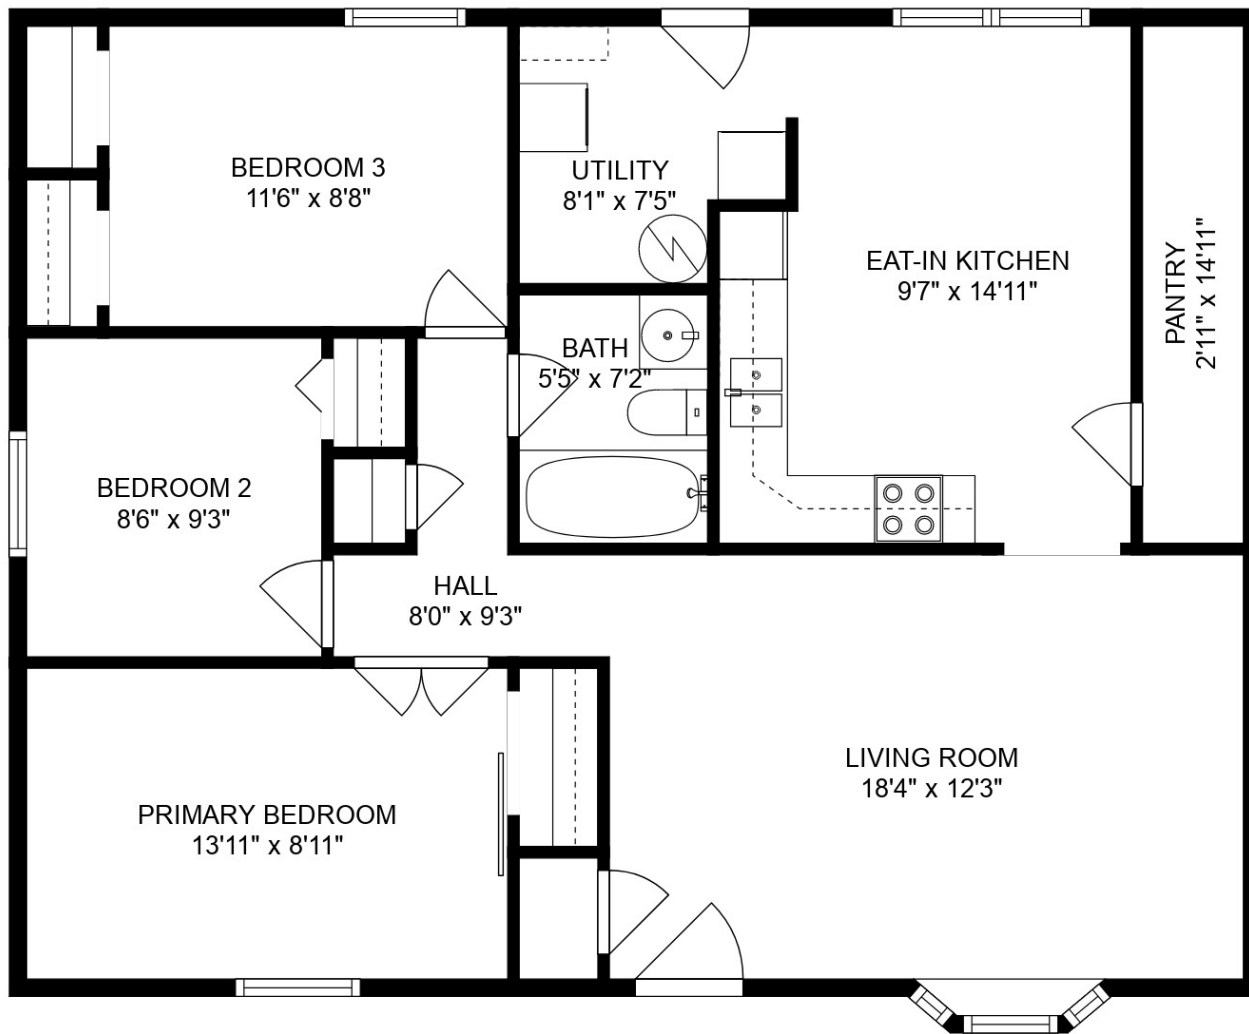 BEDROOM 3
11'6" x 8'8"
UTILITY
8'1" x 7'5"
EAT-IN KITCHEN
9'7" x 14'11"
PANTRY
2'11" x 14'11"
BATH
5'5" x 7'2"
BEDROOM 2
8'6" x 9'3"
HALL
8'0" x 9'3"
LIVING ROOM
18'4" x 12'3"
PRIMARY BEDROOM
13'11" x 8'11"